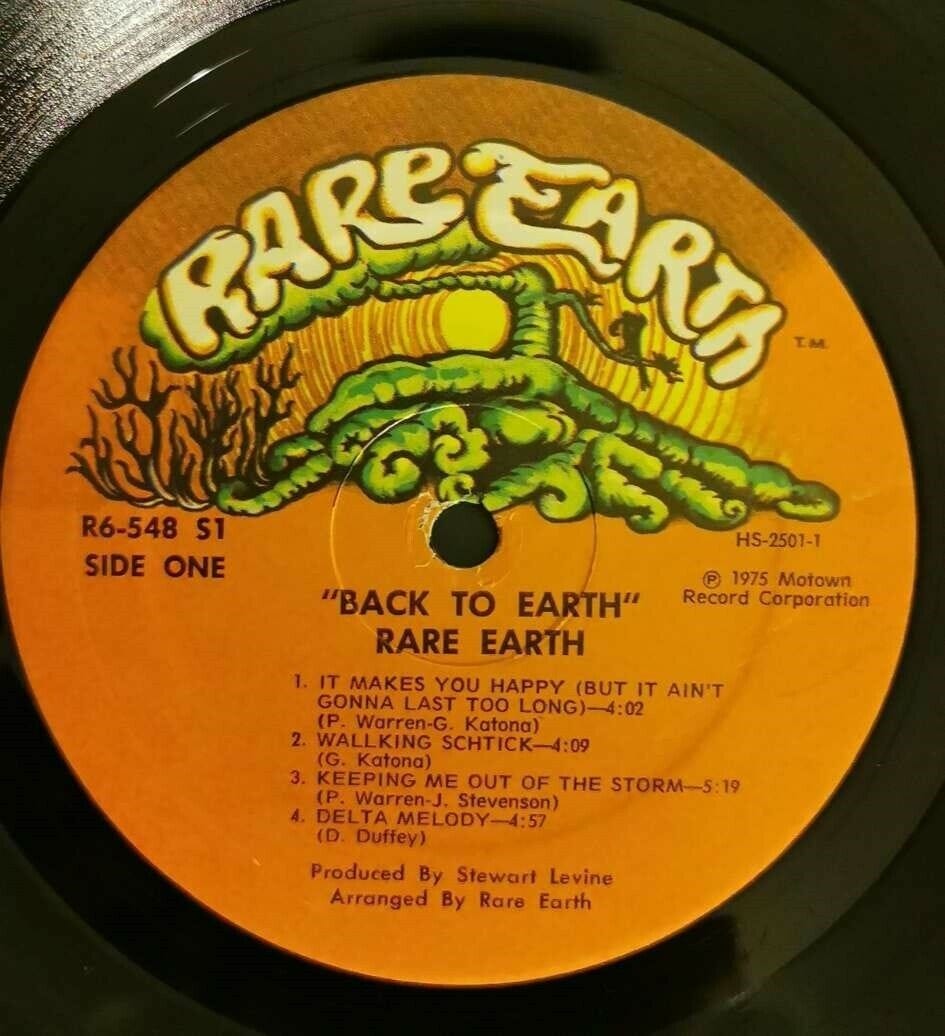 RARE EARTH
T.M.
R6-548 S1
SIDE ONE
HS-2501-1
℗ 1975 Motown
Record Corporation
"BACK TO EARTH"
RARE EARTH
1. IT MAKES YOU HAPPY (BUT IT AIN'T
GONNA LAST TOO LONG)—4:02
(P. Warren-G. Katona)
2. WALLKING SCHTICK—4:09
(G. Katona)
3. KEEPING ME OUT OF THE STORM—5:19
(P. Warren-J. Stevenson)
4. DELTA MELODY—4:57
(D. Duffey)
Produced By Stewart Levine
Arranged By Rare Earth